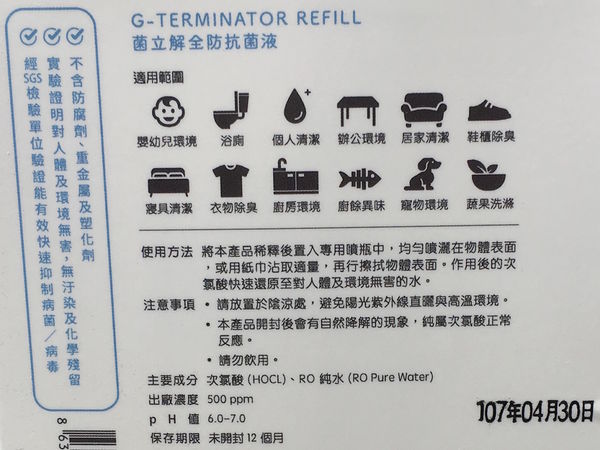 G-TERMINATOR REFILL
菌立解全防抗菌液
適用範圍
嬰幼兒環境 浴廁 個人清潔 辦公環境 居家清潔 鞋櫃除臭
寢具清潔 衣物除臭 廚房環境 廚餘異味 寵物環境 蔬果洗滌
使用方法 將本產品稀釋後置入專用噴瓶中,均勻噴灑在物體表面
,或用紙巾沾取適量,再行擦拭物體表面。作用後的次
氯酸快速還原至對人體及環境無害的水。
注意事項 • 請放置於陰涼處,避免陽光紫外線直曬與高溫環境。
• 本產品開封後會有自然降解的現象,純屬次氯酸正常
反應。
• 請勿飲用。
主要成分 次氯酸 (HOCL)、RO 純水 (RO Pure Water)
出廠濃度 500 ppm
pH值 6.0-7.0
保存期限 未開封12個月
107年04月30日
不含防腐劑、重金屬及塑化劑
實驗證明對人體及環境無害,無汙染及化學殘留
經SGS檢驗單位驗證能有效快速抑制病菌/病毒
8 63